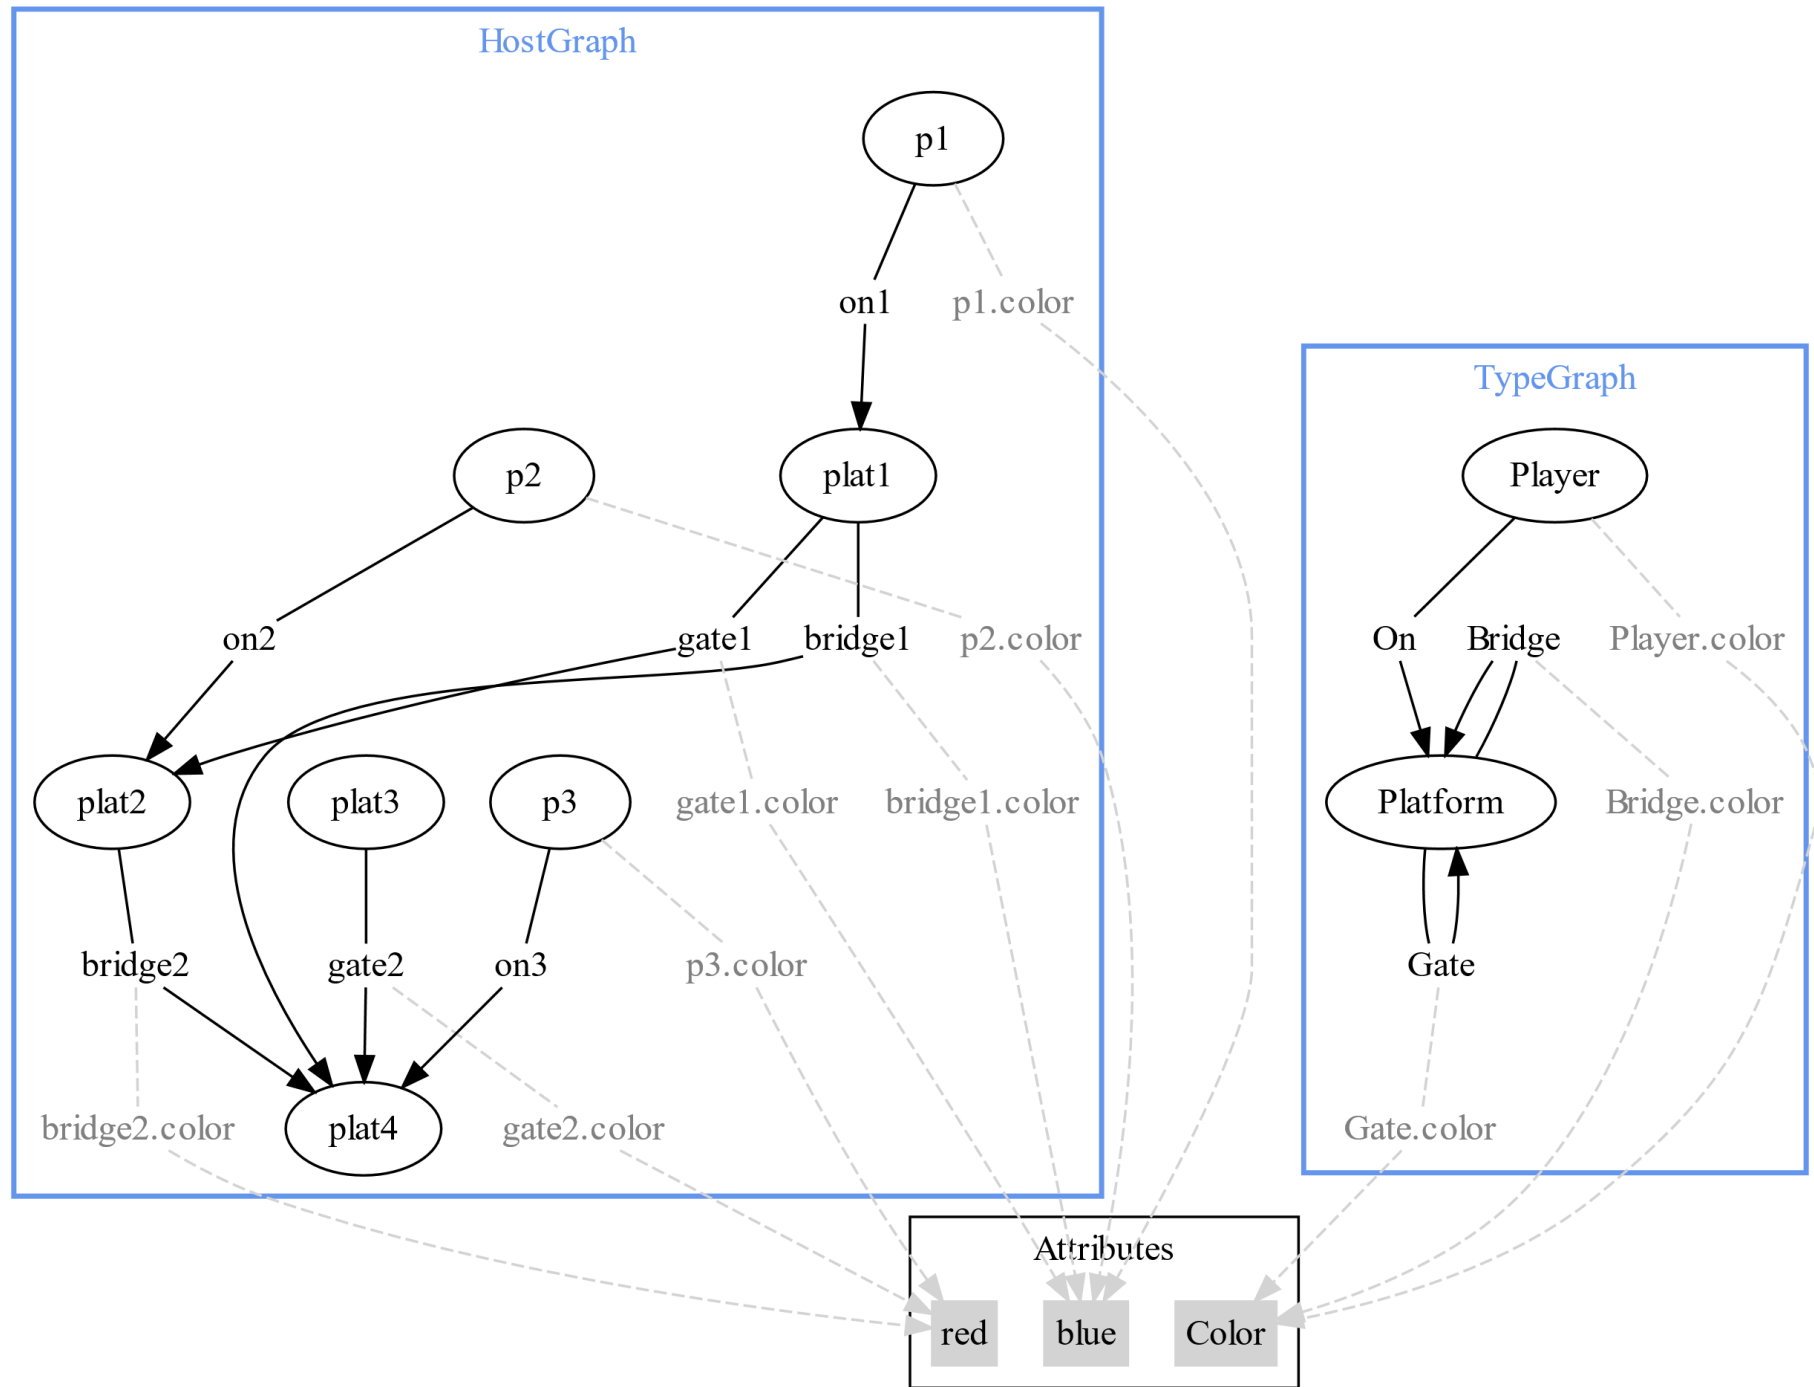 HostGraph
p1
on1
p1.color
TypeGraph
p2
plat1
Player
on2
gate1
bridge1
p2.color
On
Bridge
Player.color
plat2
plat3
p3
gate1.color
bridge1.color
Platform
Bridge.color
bridge2
gate2
on3
p3.color
Gate
bridge2.color
plat4
gate2.color
Gate.color
Attributes
red
blue
Color